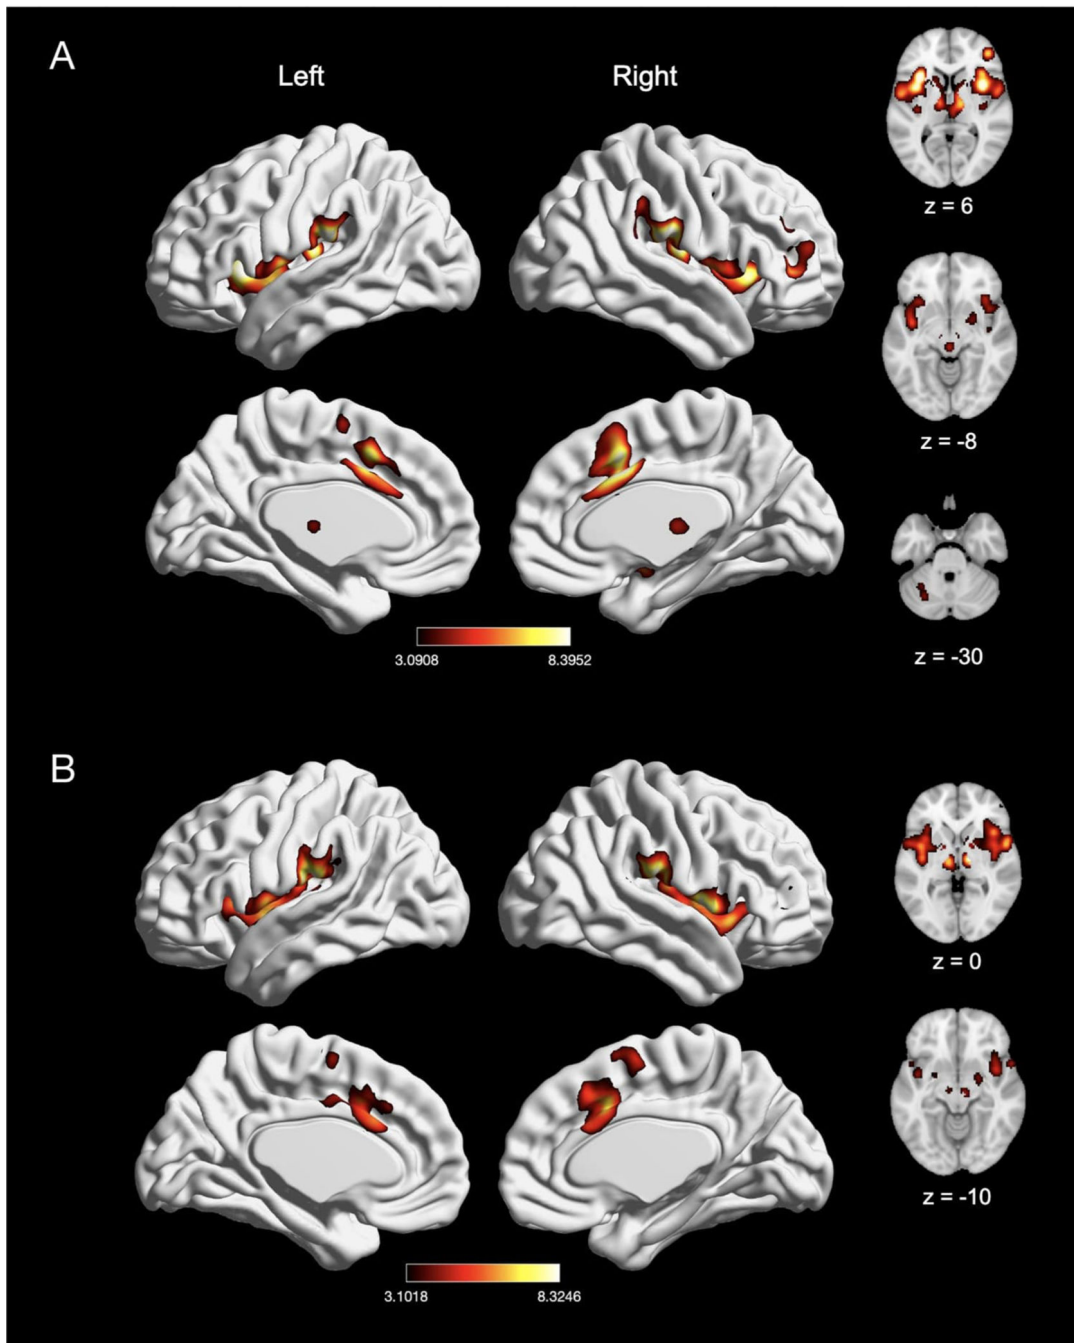 A
Left
Right
z = 6
z = -8
z = -30
3.0908
8.3952
B
z = 0
z = -10
3.1018
8.3246